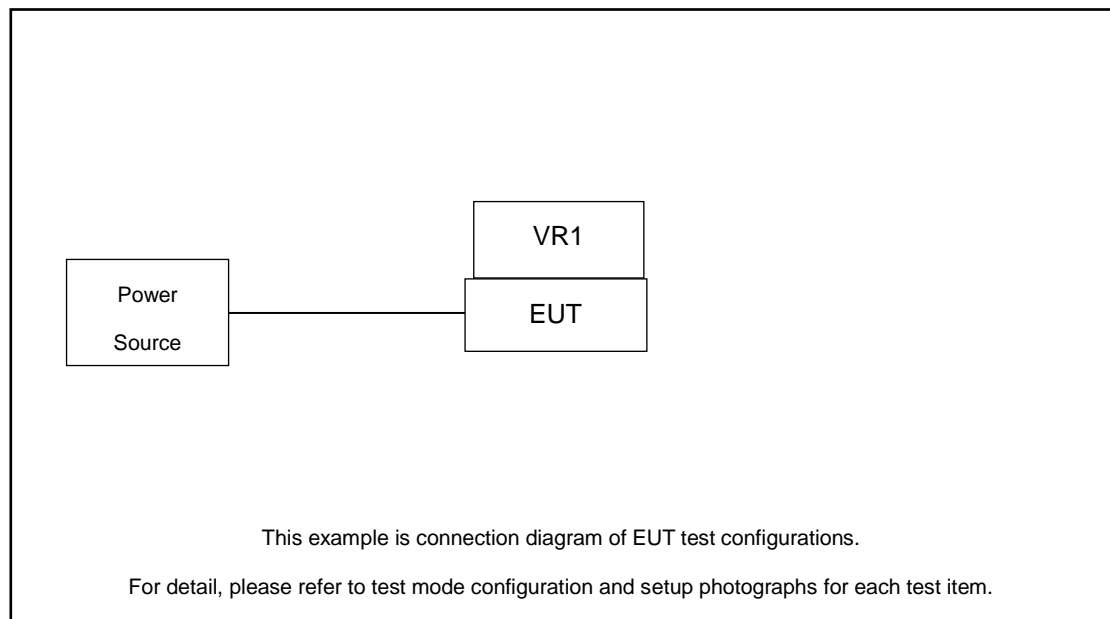 VR1
Power
Source
EUT
This example is connection diagram of EUT test configurations.
For detail, please refer to test mode configuration and setup photographs for each test item.